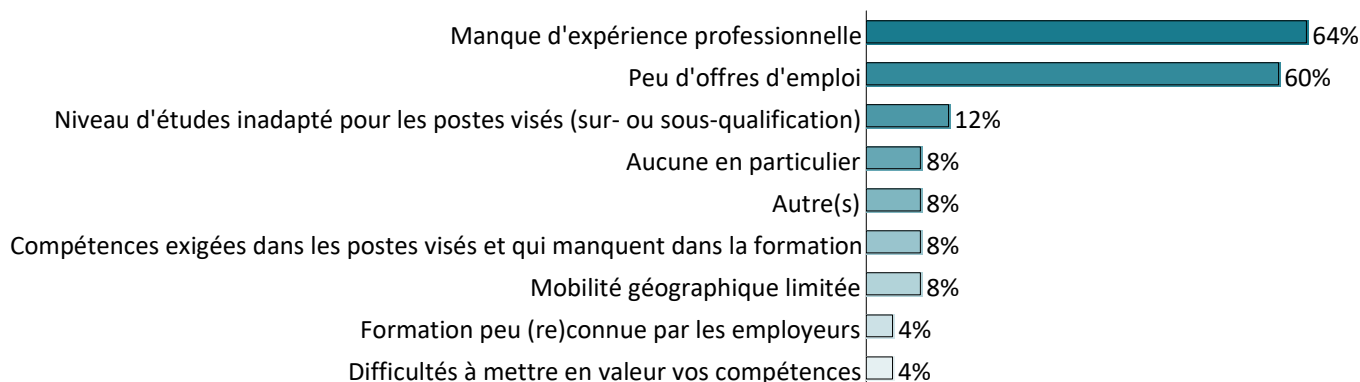 Manque d'expérience professionnelle 64%
Peu d'offres d'emploi 60%
Niveau d'études inadapté pour les postes visés (sur- ou sous-qualification) 12%
Aucune en particulier 8%
Autre(s) 8%
Compétences exigées dans les postes visés et qui manquent dans la formation 8%
Mobilité géographique limitée 8%
Formation peu (re)connue par les employeurs 4%
Difficultés à mettre en valeur vos compétences 4%